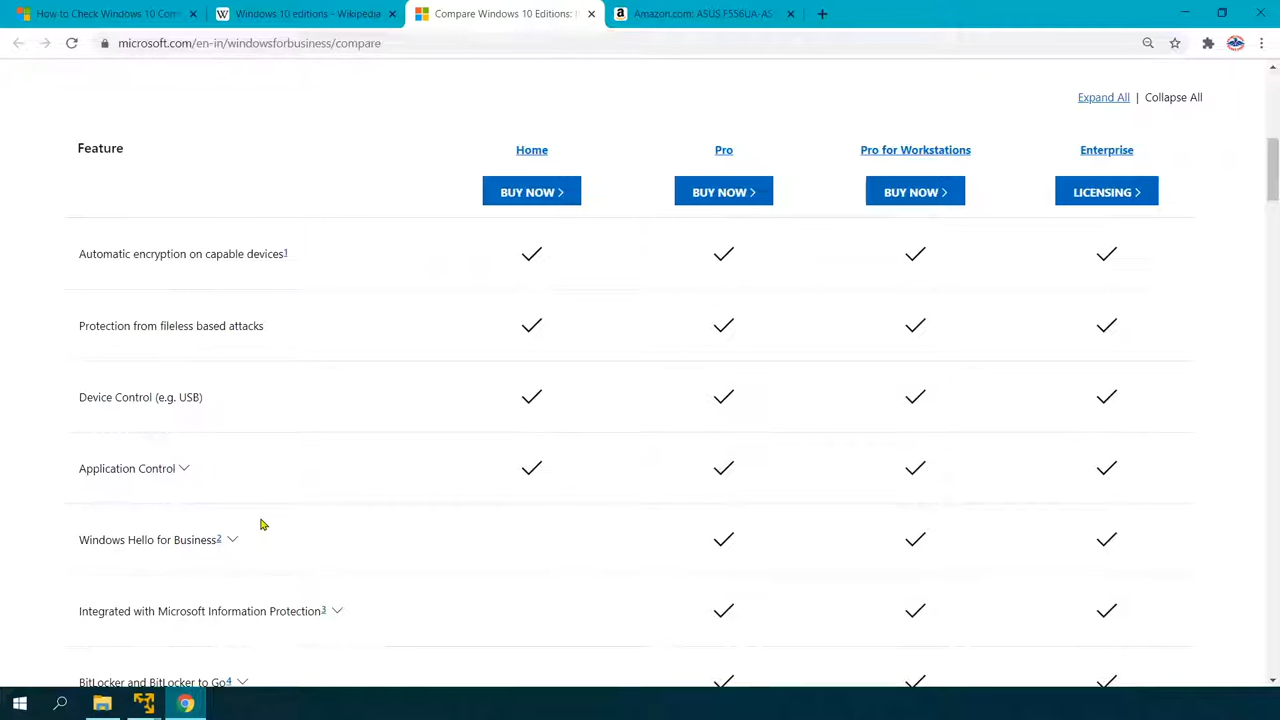 How to Check Windows 10 Com
Windows 10 editions - Wikipedia
Compare Windows 10 Editions:
Amazon.com: ASUS F556UA-AS
microsoft.com/en-in/windowsforbusiness/compare
Expand All | Collapse All
Feature
Home
Pro
Pro for Workstations
Enterprise
BUY NOW
BUY NOW
BUY NOW
LICENSING
Automatic encryption on capable devices1
Protection from fileless based attacks
Device Control (e.g. USB)
Application Control
Windows Hello for Business2
Integrated with Microsoft Information Protection3
BitLocker and BitLocker to Go4